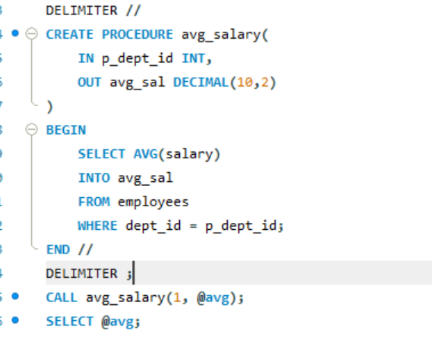 DELIMITER //
CREATE PROCEDURE avg_salary(
IN p_dept_id INT,
OUT avg_sal DECIMAL(10,2)
)
BEGIN
SELECT AVG(salary)
INTO avg_sal
FROM employees
WHERE dept_id = p_dept_id;
END //
DELIMITER ;
CALL avg_salary(1, @avg);
SELECT @avg;